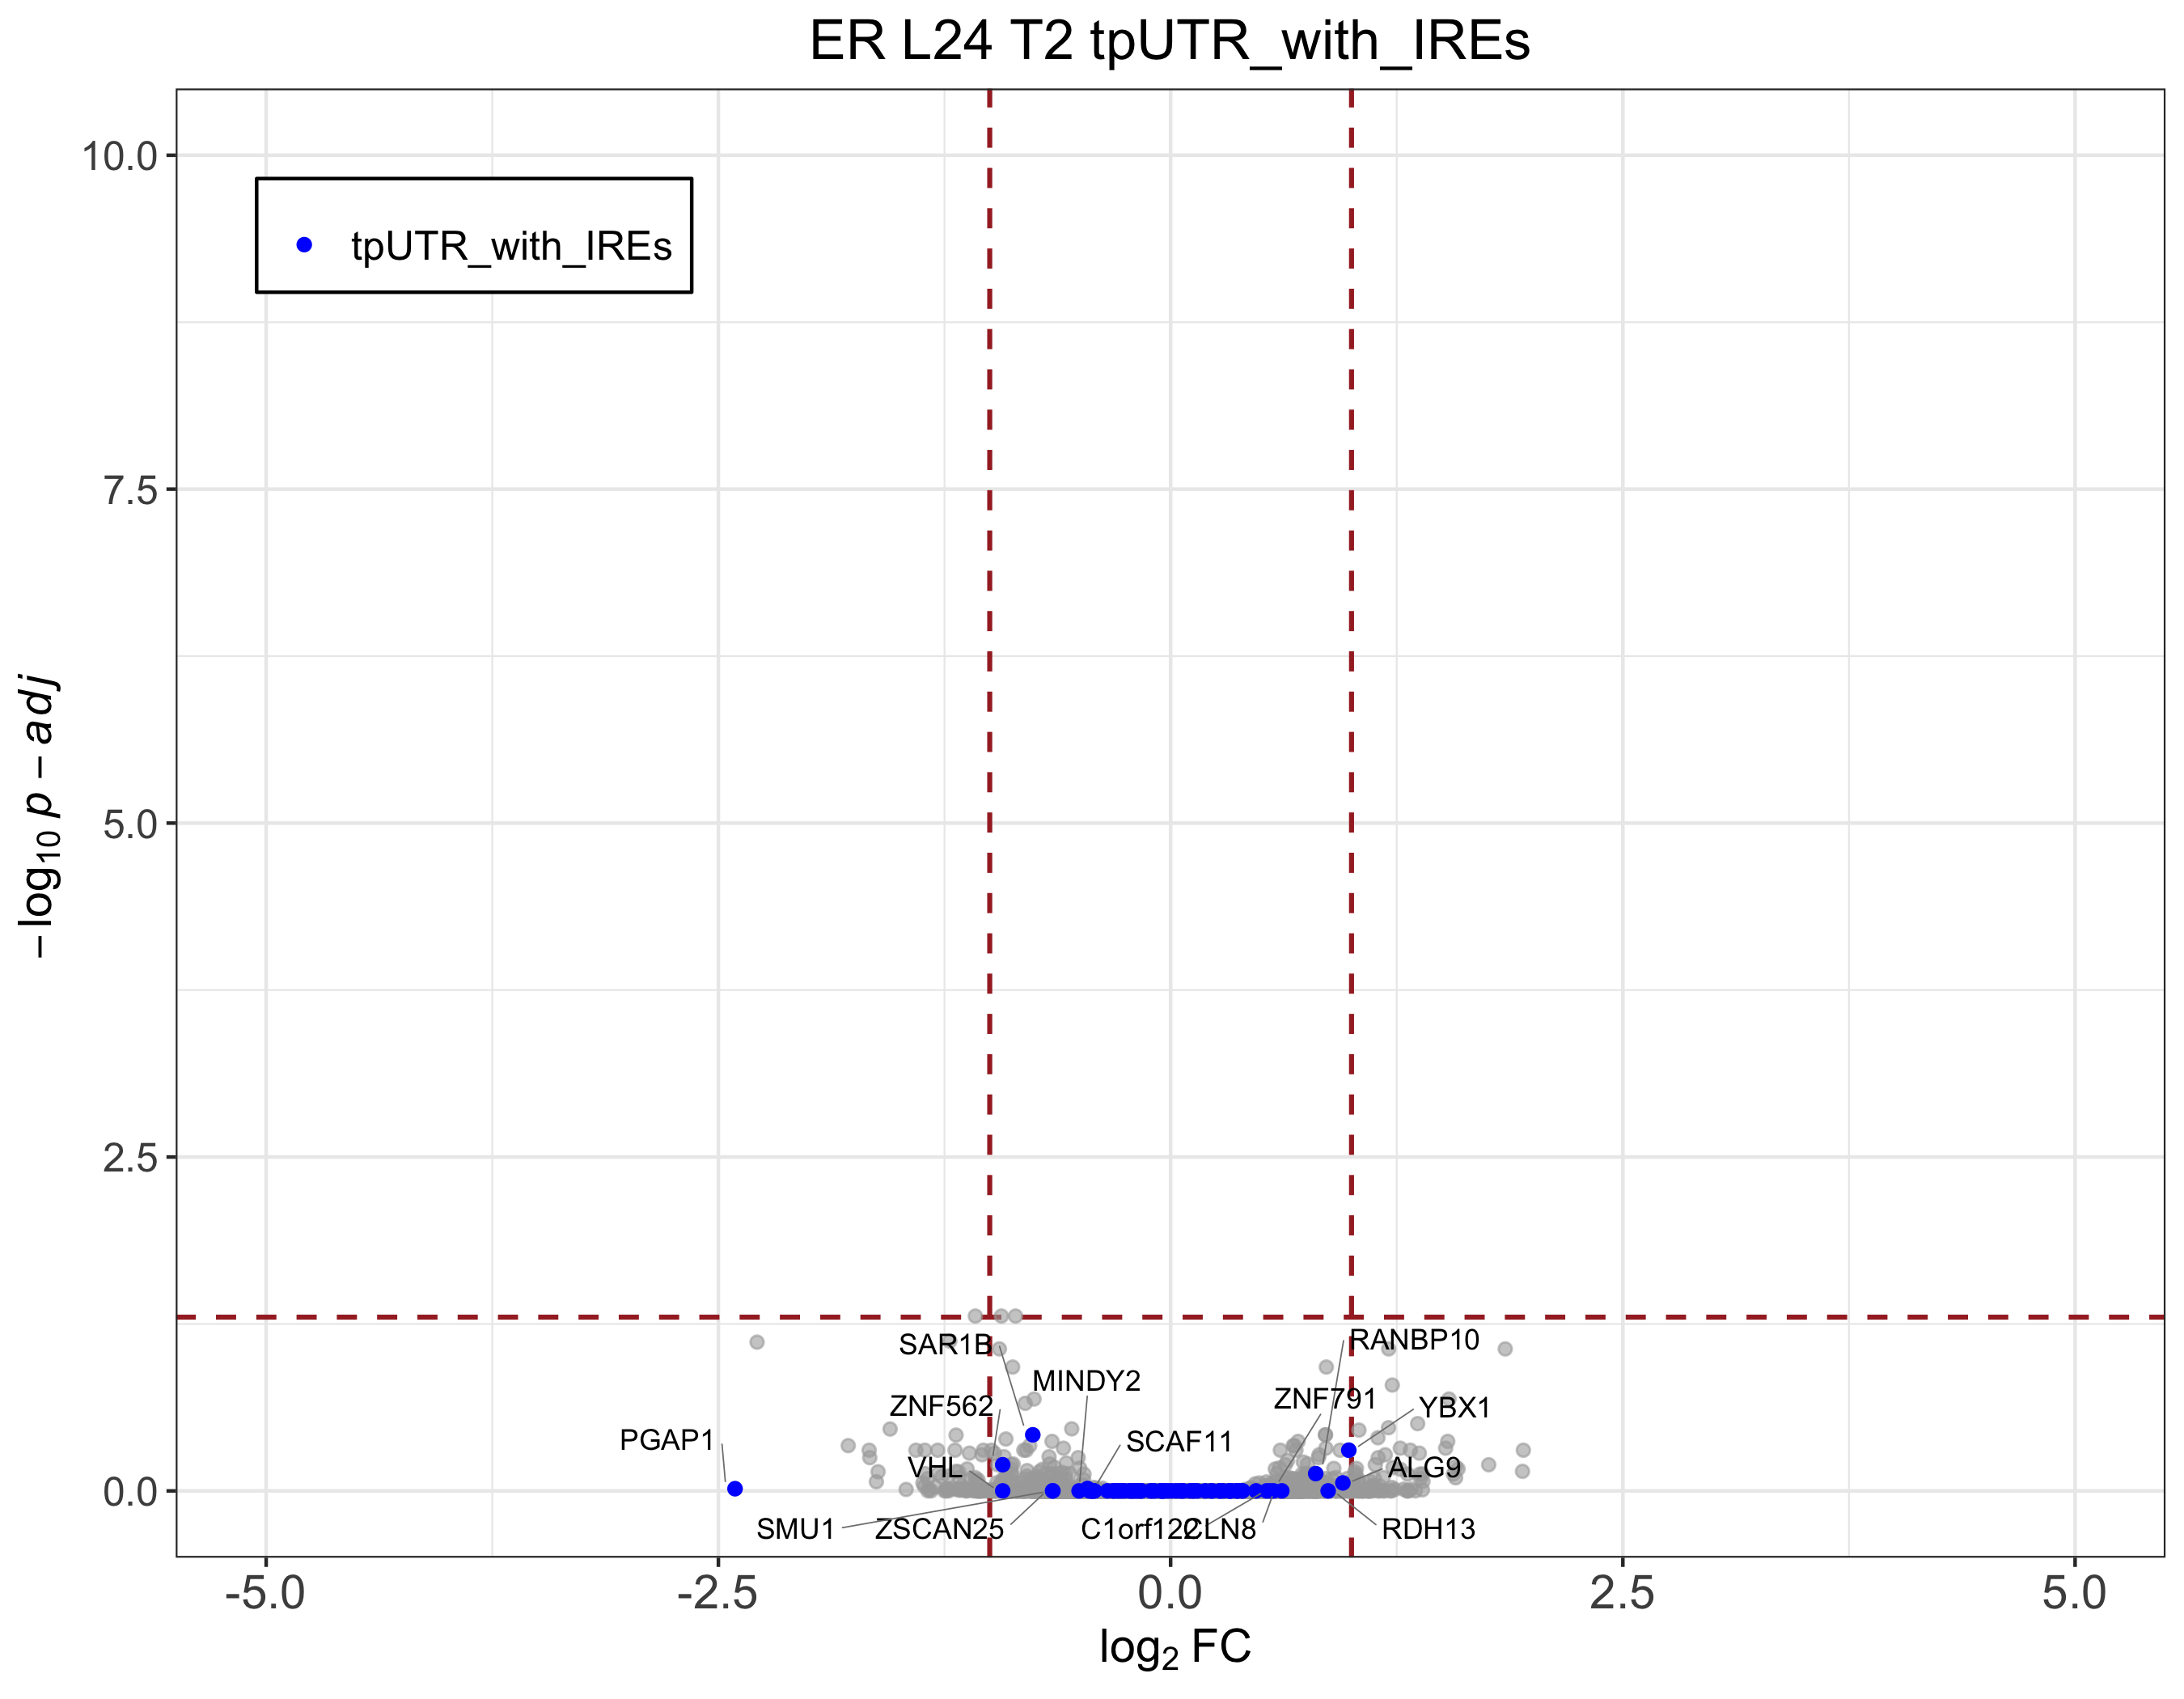 ER L24 T2 tpUTR_with_IREs
10.0
7.5
5.0
2.5
0.0
−log10 p − adj
tpUTR_with_IREs
SAR1B
RANBP10
MINDY2
ZNF562
ZNF791
YBX1
PGAP1
SCAF11
VHL
ALG9
SMU1
ZSCAN25
C1orf122
CLN8
RDH13
-5.0
-2.5
0.0
2.5
5.0
log2 FC